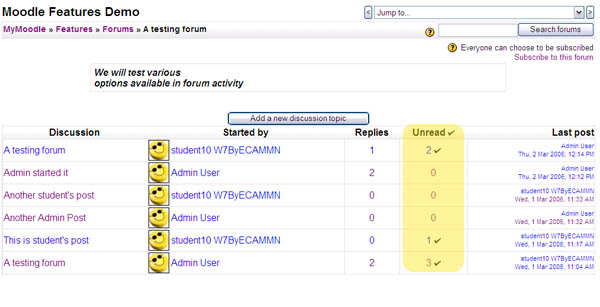 Moodle Features Demo
Jump to...
MyMoodle » Features » Forums » A testing forum
Search forums
Everyone can choose to be subscribed
Subscribe to this forum
We will test various
options available in forum activity
Add a new discussion topic
Discussion Started by Replies Unread Last post
A testing forum student10 W7ByECAMMN 1 2 Admin User
Thu, 2 Mar 2006, 12:14 PM
Admin started it Admin User 2 0 Admin User
Thu, 2 Mar 2006, 12:12 PM
Another student's post student10 W7ByECAMMN 0 0 student10 W7ByECAMMN
Wed, 1 Mar 2006, 11:33 AM
Another Admin Post Admin User 0 0 Admin User
Wed, 1 Mar 2006, 11:32 AM
This is student's post student10 W7ByECAMMN 0 1 student10 W7ByECAMMN
Wed, 1 Mar 2006, 11:17 AM
A testing forum Admin User 2 3 student10 W7ByECAMMN
Wed, 1 Mar 2006, 11:04 AM